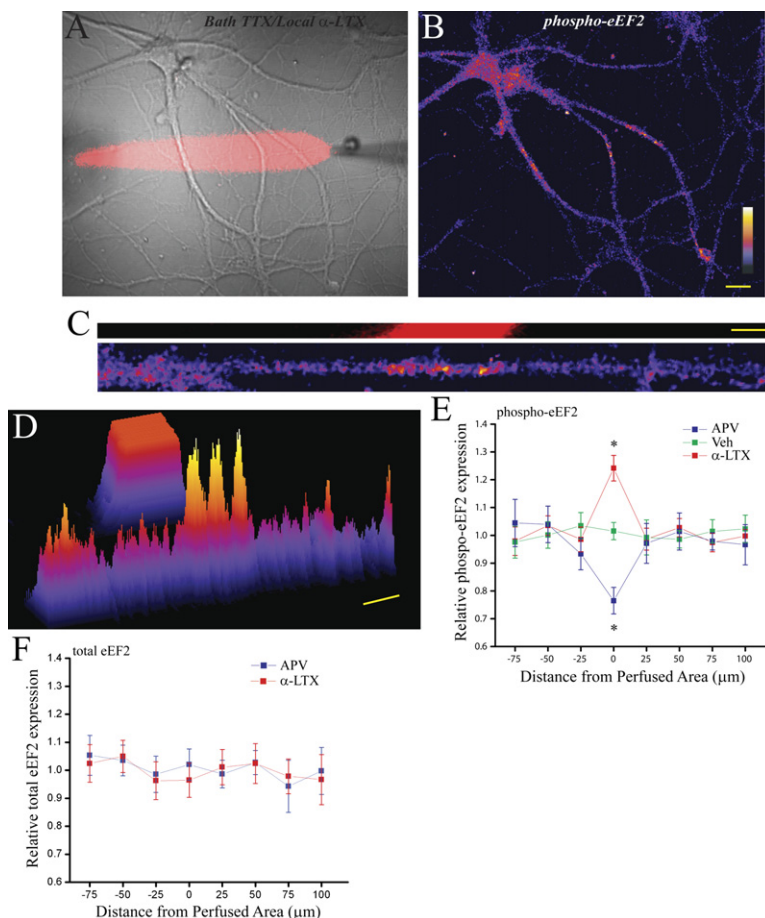 A
Bath TTX/Local α-LTX
B
phospho-eEF2
C
D
E
phospho-eEF2
APV
Veh
α-LTX
*
*
Relative phospo-eEF2 expression
1.4
1.3
1.2
1.1
1.0
0.9
0.8
0.7
0.6
-75 -50 -25 0 25 50 75 100
Distance from Perfused Area (μm)
F
total eEF2
APV
α-LTX
Relative total eEF2 expression
1.4
1.3
1.2
1.1
1.0
0.9
0.8
0.7
0.6
-75 -50 -25 0 25 50 75 100
Distance from Perfused Area (μm)